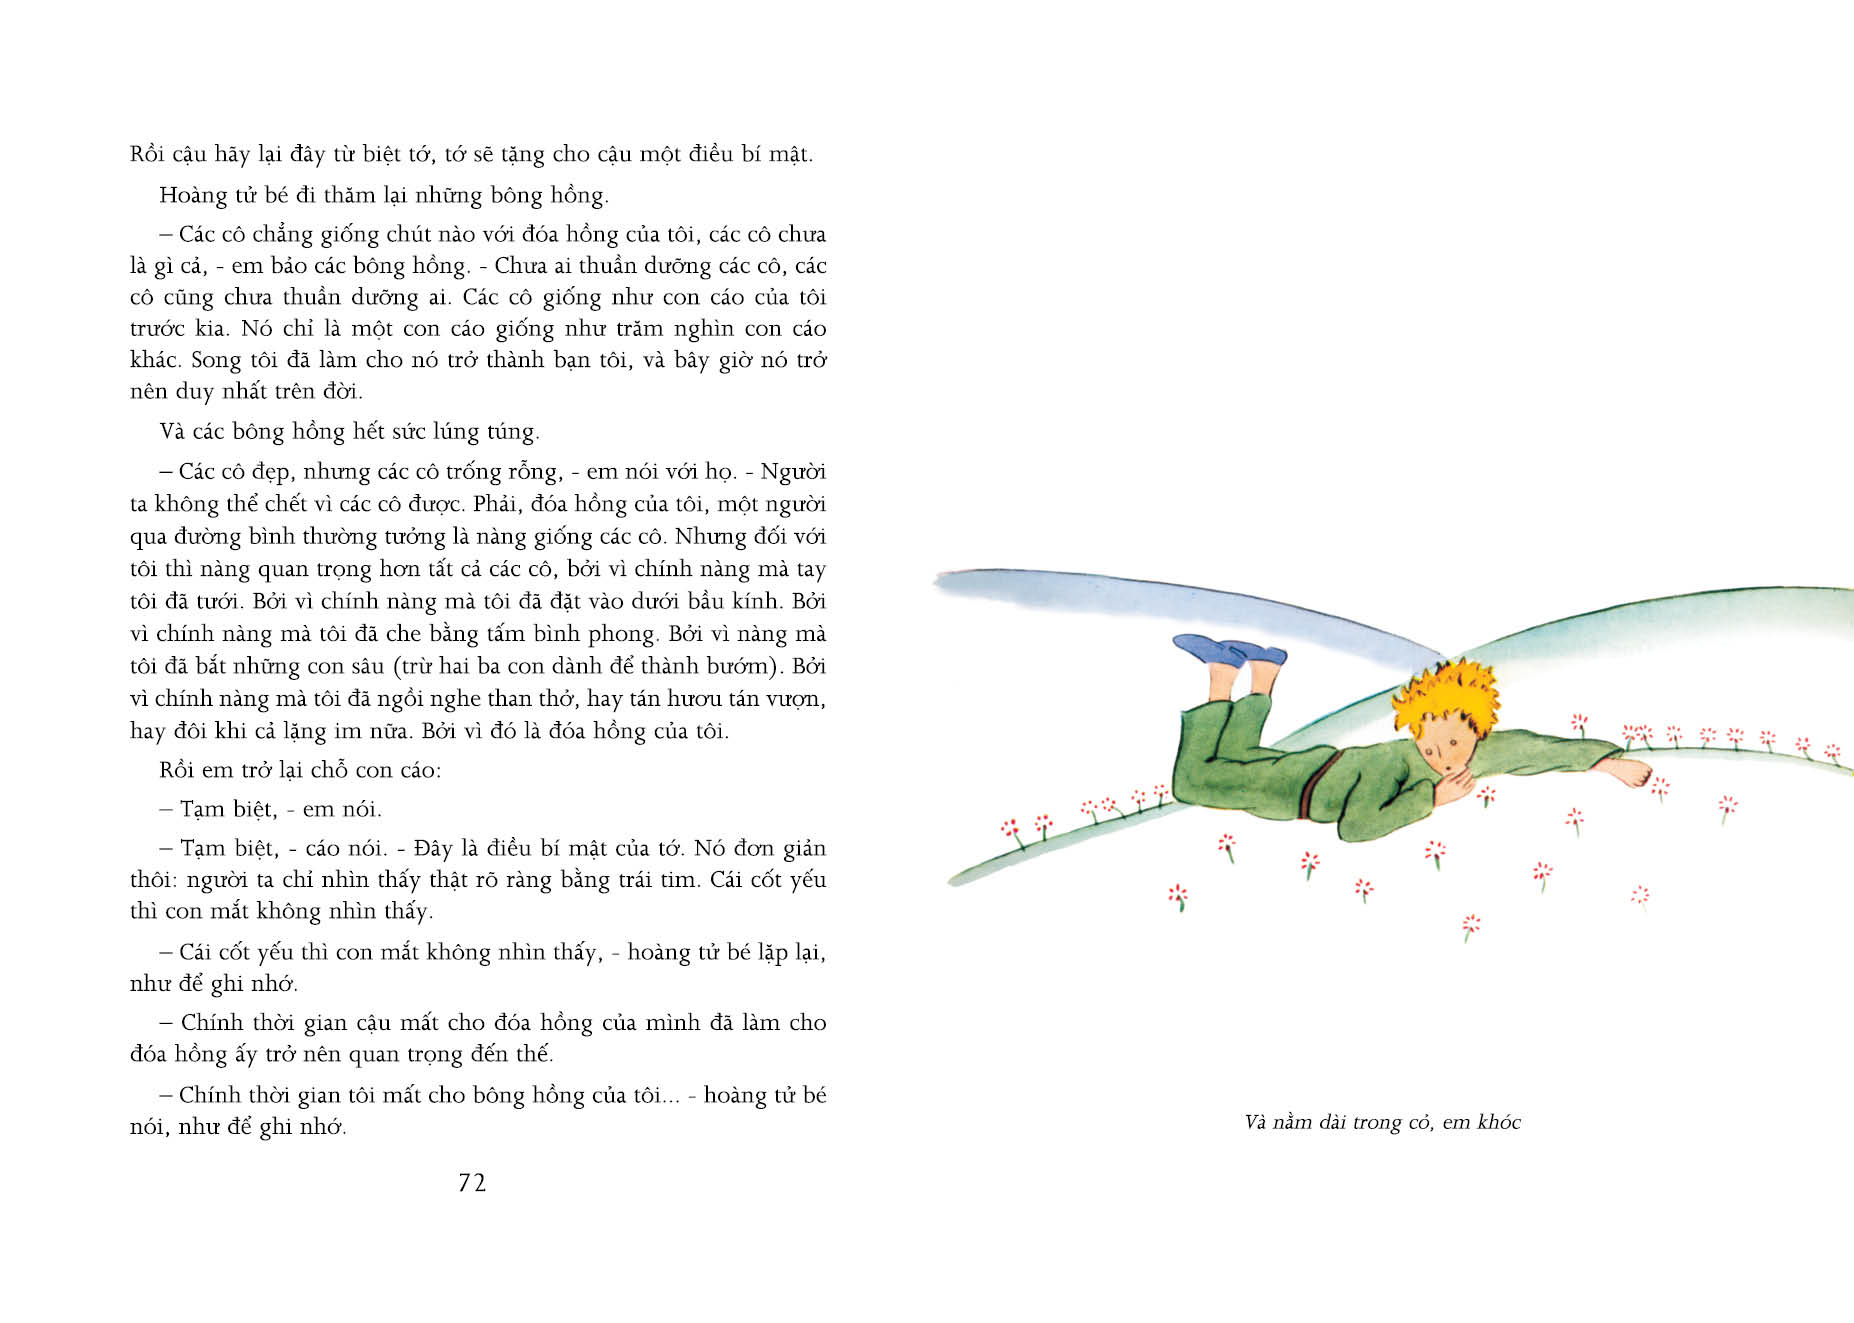 Rồi cậu hãy lại đây từ biệt tớ, tớ sẽ tặng cho cậu một điều bí mật.
Hoàng tử bé đi thăm lại những bông hồng.
– Các cô chẳng giống chút nào với đóa hồng của tôi, các cô chưa
là gì cả, - em bảo các bông hồng. - Chưa ai thuần dưỡng các cô, các
cô cũng chưa thuần dưỡng ai. Các cô giống như con cáo của tôi
trước kia. Nó chỉ là một con cáo giống như trăm nghìn con cáo
khác. Song tôi đã làm cho nó trở thành bạn tôi, và bây giờ nó trở
nên duy nhất trên đời.
Và các bông hồng hết sức lúng túng.
– Các cô đẹp, nhưng các cô trống rỗng, - em nói với họ. - Người
ta không thể chết vì các cô được. Phải, đóa hồng của tôi, một người
qua đường bình thường tưởng là nàng giống các cô. Nhưng đối với
tôi thì nàng quan trọng hơn tất cả các cô, bởi vì chính nàng mà tay
tôi đã tưới. Bởi vì chính nàng mà tôi đã đặt vào dưới bầu kính. Bởi
vì chính nàng mà tôi đã che bằng tấm bình phong. Bởi vì nàng mà
tôi đã bắt những con sâu (trừ hai ba con dành để thành bướm). Bởi
vì chính nàng mà tôi đã ngồi nghe than thở, hay tán hươu tán vượn,
hay đôi khi cả lặng im nữa. Bởi vì đó là đóa hồng của tôi.
Rồi em trở lại chỗ con cáo:
– Tạm biệt, - em nói.
– Tạm biệt, - cáo nói. - Đây là điều bí mật của tớ. Nó đơn giản
thôi: người ta chỉ nhìn thấy thật rõ ràng bằng trái tim. Cái cốt yếu
thì con mắt không nhìn thấy.
– Cái cốt yếu thì con mắt không nhìn thấy, - hoàng tử bé lặp lại,
như để ghi nhớ.
– Chính thời gian cậu mất cho đóa hồng của mình đã làm cho
đóa hồng ấy trở nên quan trọng đến thế.
– Chính thời gian tôi mất cho bông hồng của tôi... - hoàng tử bé
nói, như để ghi nhớ.
72
Và nằm dài trong cỏ, em khóc